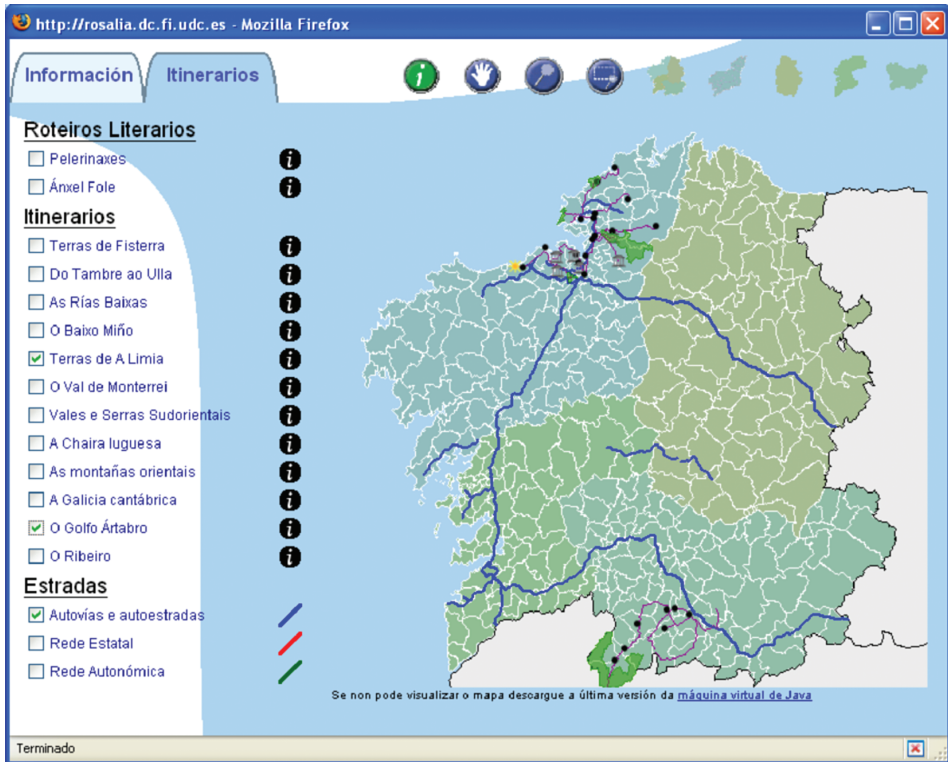 http://rosalia.dc.fi.udc.es - Mozilla Firefox
Información
Itinerarios
Roteiros Literarios
Pelerinaxes
Ánxel Fole
Itinerarios
Terras de Fisterra
Do Tambre ao Ulla
As Rías Baixas
O Baixo Miño
Terras de A Limia
O Val de Monterrei
Vales e Serras Sudorientais
A Chaira luguesa
As montañas orientais
A Galicia cantábrica
O Golfo Ártabro
O Ribeiro
Estradas
Autovías e autoestradas
Rede Estatal
Rede Autonómica
Se non pode visualizar o mapa descargue a última versión da máquina virtual de Java
Terminado